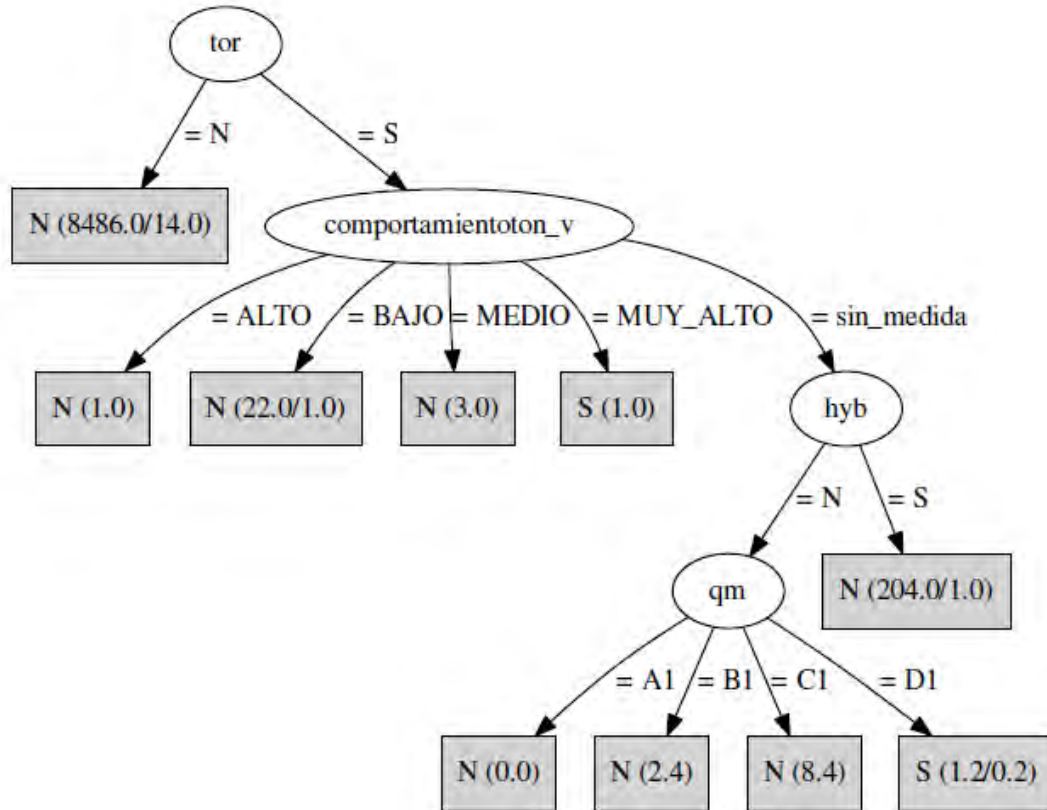 tor
= N
= S
N (8486.0/14.0)
comportamientoton_v
= ALTO
= BAJO
= MEDIO
= MUY_ALTO
= sin_medida
N (1.0)
N (22.0/1.0)
N (3.0)
S (1.0)
hyb
= N
= S
qm
N (204.0/1.0)
= A1
= B1
= C1
= D1
N (0.0)
N (2.4)
N (8.4)
S (1.2/0.2)